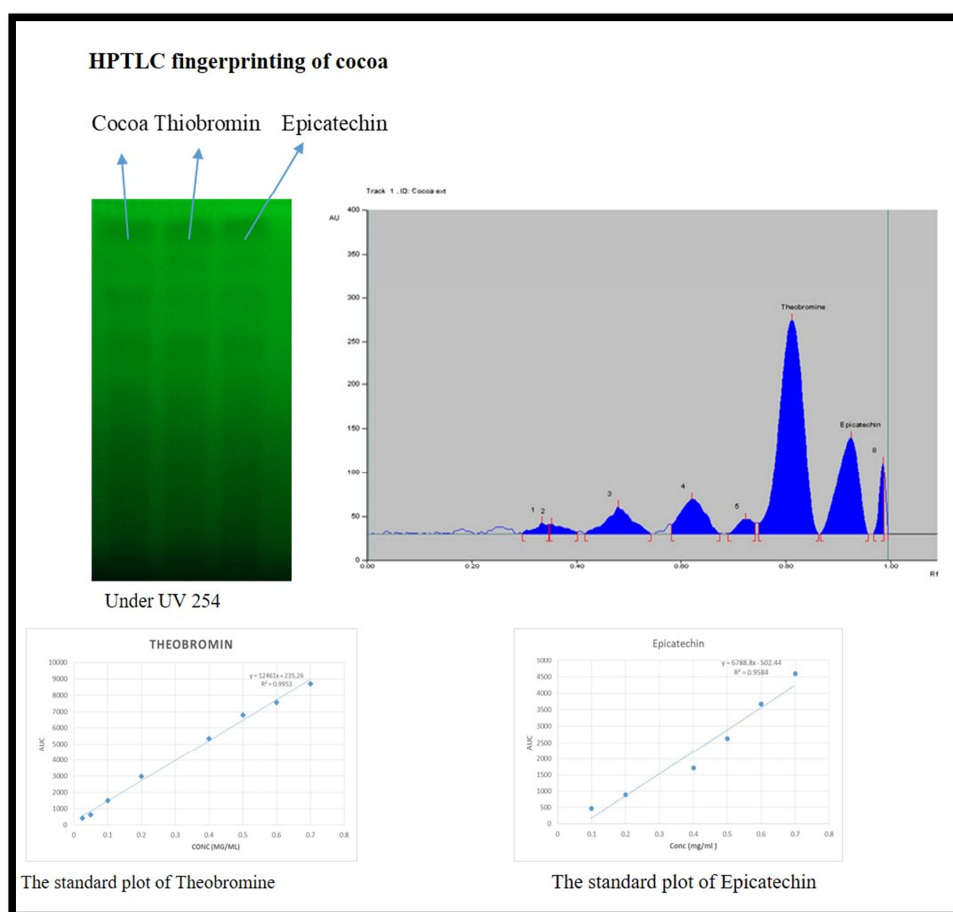 HPTLC fingerprinting of cocoa
Cocoa Thiobromin Epicatechin
Under UV 254
Track 1 , ID: Cocoa ext
AU
400
350
300
250
200
150
100
50
0
0.00 0.20 0.40 0.60 0.80 1.00
Rf
1 2 3 4 5 Theobromine Epicatechin 8
THEOBROMIN
y = 12461x + 235.26
R² = 0.9953
AUC
10000
9000
8000
7000
6000
5000
4000
3000
2000
1000
0
0 0.1 0.2 0.3 0.4 0.5 0.6 0.7 0.8
CONC (MG/ML)
The standard plot of Theobromine
Epicatechin
y = 6788.8x - 502.44
R² = 0.9584
AUC
5000
4500
4000
3500
3000
2500
2000
1500
1000
500
0
0 0.1 0.2 0.3 0.4 0.5 0.6 0.7 0.8
Conc (mg/ml )
The standard plot of Epicatechin